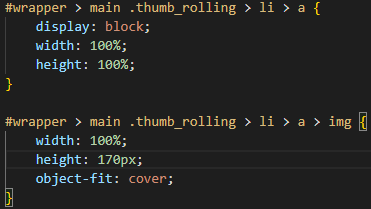 #wrapper > main .thumb_rolling > li > a {
display: block;
width: 100%;
height: 100%;
}
#wrapper > main .thumb_rolling > li > a > img {
width: 100%;
height: 170px;
object-fit: cover;
}